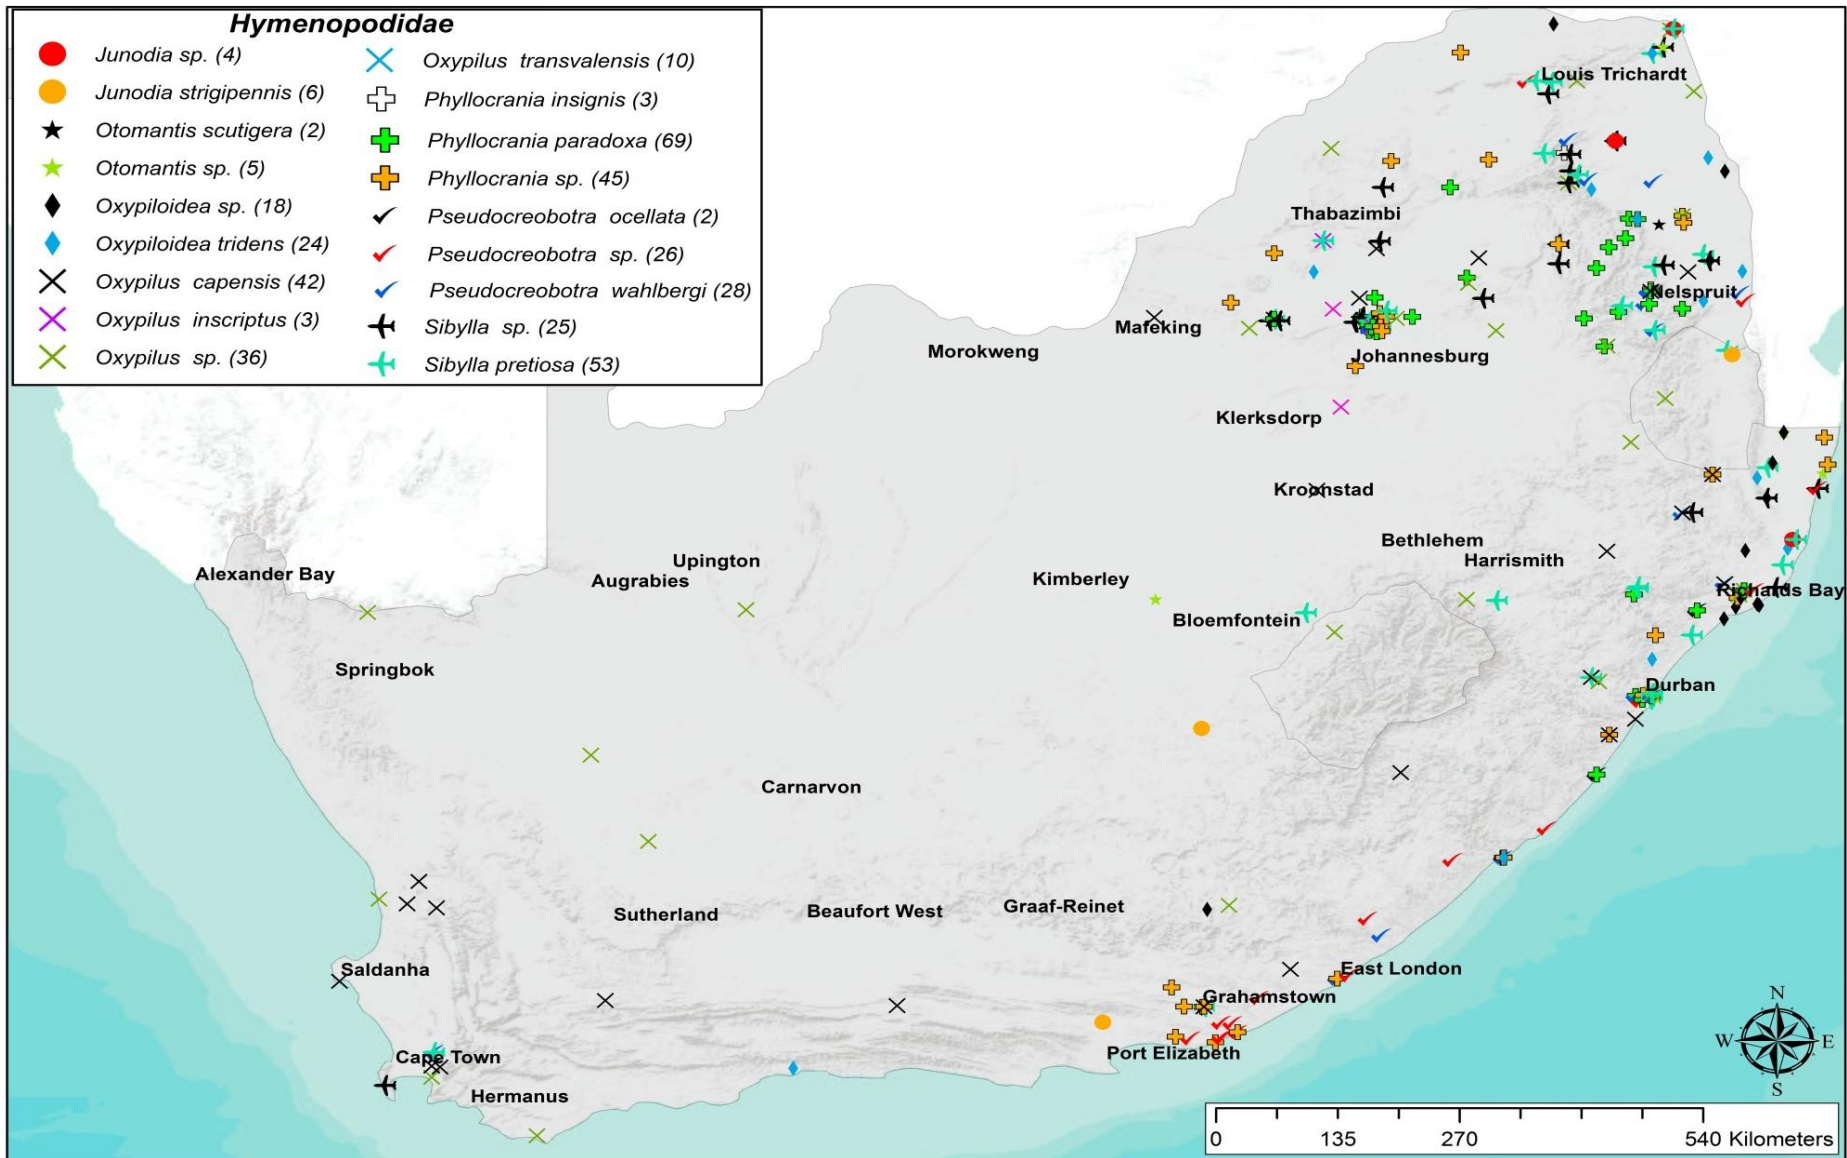 Hymenopodidae
Junodia sp. (4)
Junodia strigipennis (6)
Otomantis scutigera (2)
Otomantis sp. (5)
Oxypiloidea sp. (18)
Oxypiloidea tridens (24)
Oxypilus capensis (42)
Oxypilus inscriptus (3)
Oxypilus sp. (36)
Oxypilus transvalensis (10)
Phyllocrania insignis (3)
Phyllocrania paradoxa (69)
Phyllocrania sp. (45)
Pseudocreobotra ocellata (2)
Pseudocreobotra sp. (26)
Pseudocreobotra wahlbergi (28)
Sibylla sp. (25)
Sibylla pretiosa (53)
Louis Trichardt
Thabazimbi
Nelspruit
Mafeking
Morokweng
Johannesburg
Klerksdorp
Kroonstad
Bethlehem
Harrismith
Upington
Alexander Bay
Augrabies
Kimberley
Richards Bay
Bloemfontein
Springbok
Durban
Carnarvon
Sutherland
Beaufort West
Graaf-Reinet
Saldanha
East London
Grahamstown
Cape Town
Port Elizabeth
Hermanus
N
W
E
S
0 135 270 540 Kilometers